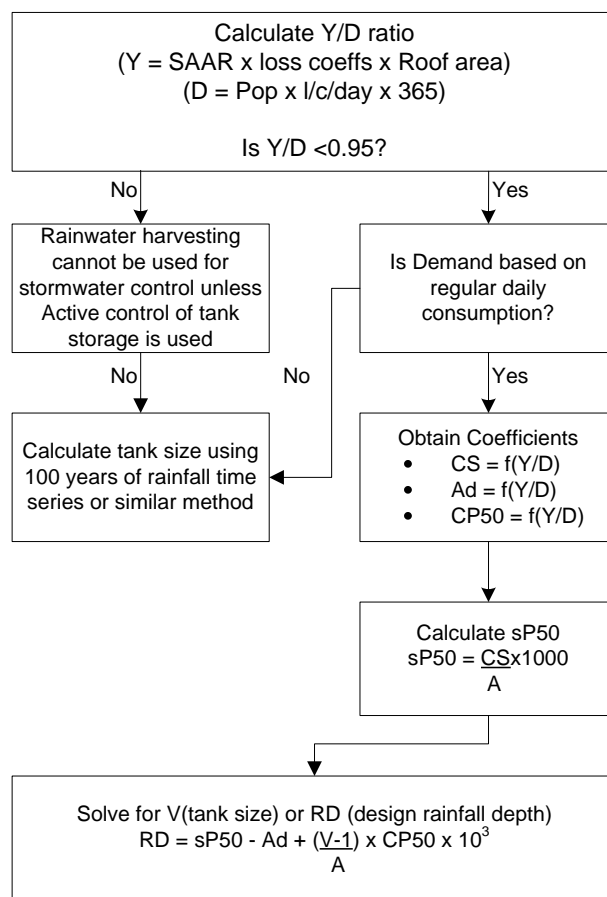 Calculate Y/D ratio
(Y = SAAR x loss coeffs x Roof area)
(D = Pop x l/c/day x 365)
Is Y/D <0.95?
No
Yes
Rainwater harvesting
cannot be used for
stormwater control unless
Active control of tank
storage is used
Is Demand based on
regular daily
consumption?
No
No
Yes
Calculate tank size using
100 years of rainfall time
series or similar method
Obtain Coefficients
• CS = f(Y/D)
• Ad = f(Y/D)
• CP50 = f(Y/D)
Calculate sP50
sP50 = CSx1000
A
Solve for V(tank size) or RD (design rainfall depth)
RD = sP50 - Ad + (V-1) x CP50 x 10³
A